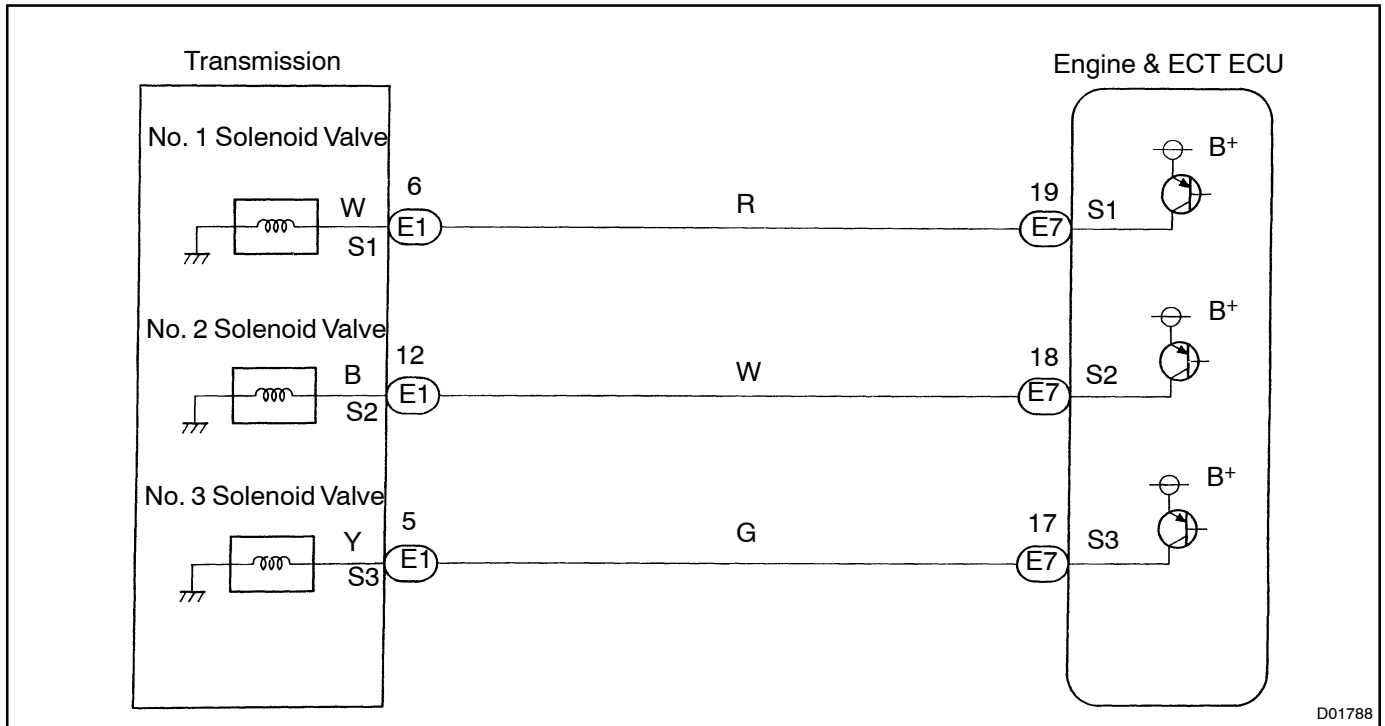 Transmission
Engine & ECT ECU
No. 1 Solenoid Valve
B+
W
6
R
19
S1
S1
E1
E7
No. 2 Solenoid Valve
B+
B
12
W
18
S2
S2
E1
E7
No. 3 Solenoid Valve
B+
Y
5
G
17
S3
S3
E1
E7
D01788